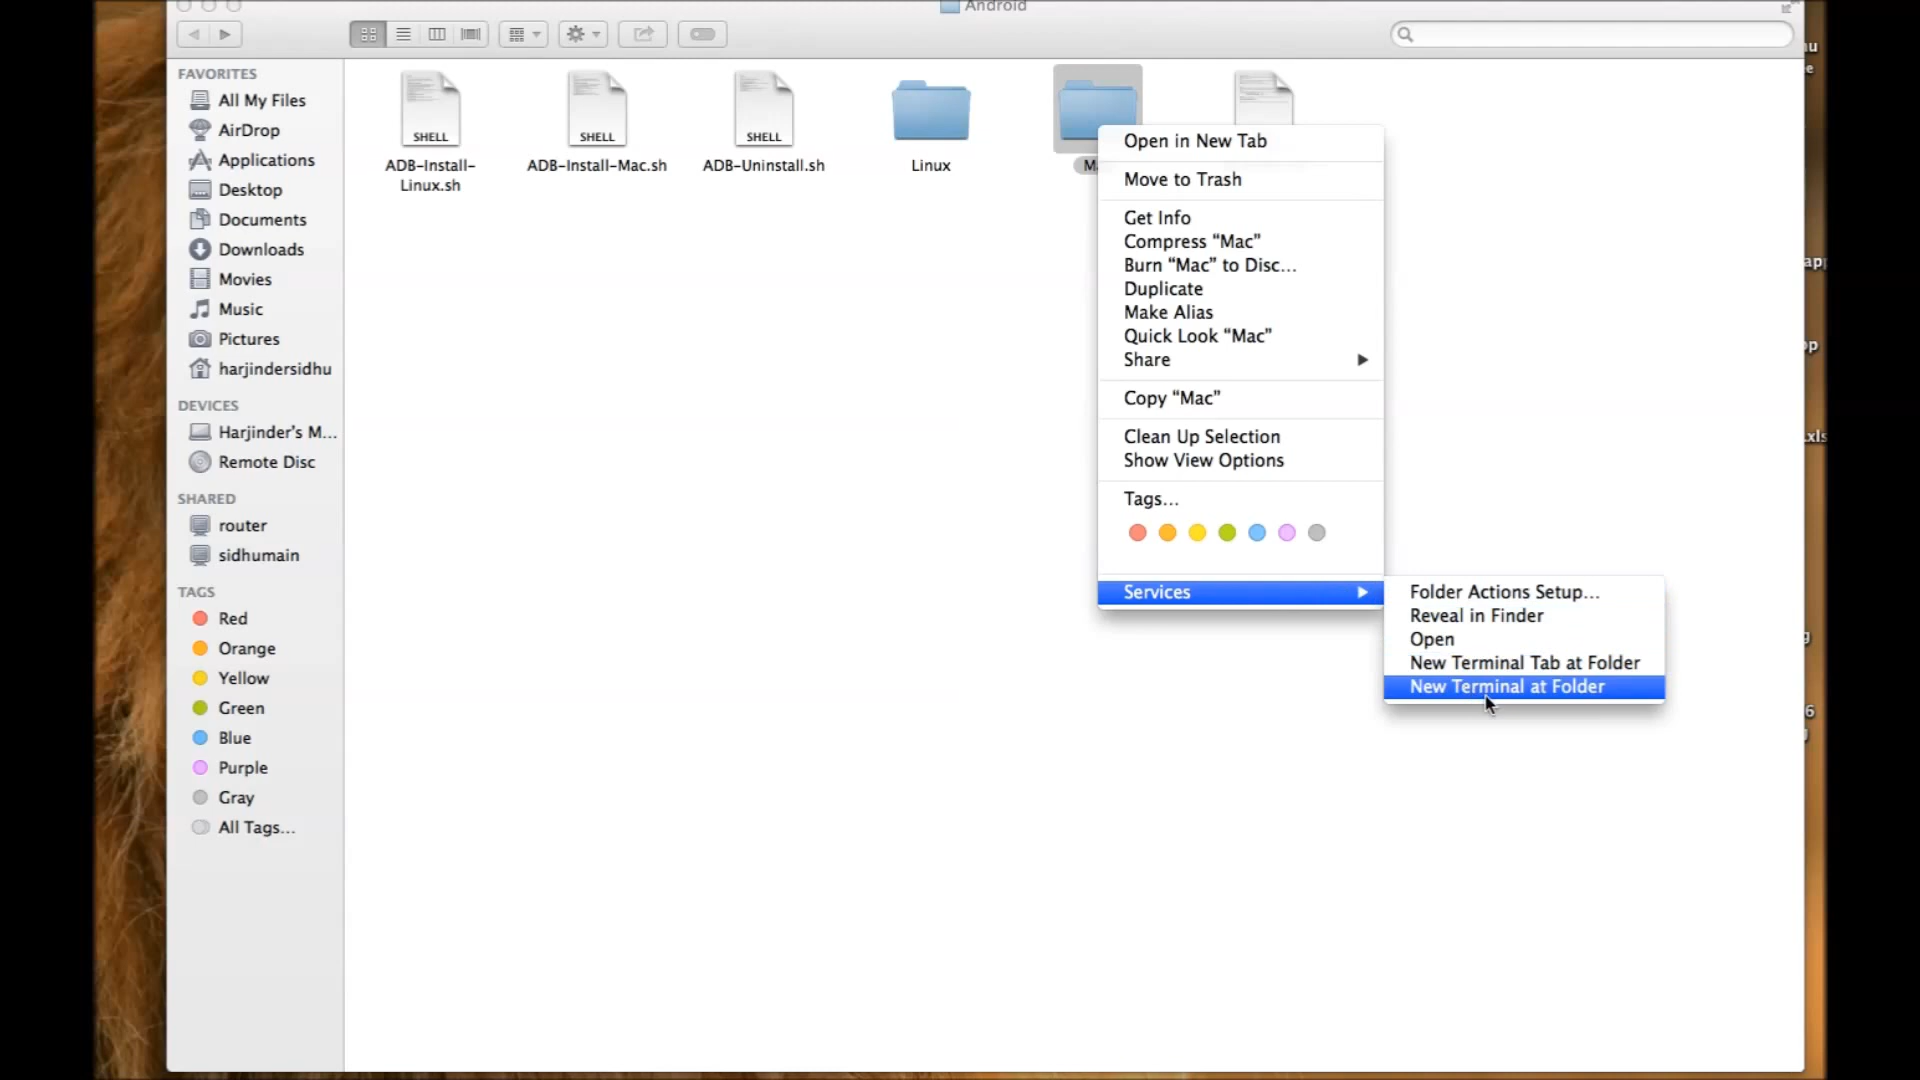 Android
FAVORITES
All My Files
AirDrop
Applications
Desktop
Documents
Downloads
Movies
Music
Pictures
harjindersidhu
DEVICES
Harjinder's M...
Remote Disc
SHARED
router
sidhumain
TAGS
Red
Orange
Yellow
Green
Blue
Purple
Gray
All Tags...
SHELL
ADB-Install-
Linux.sh
SHELL
ADB-Install-Mac.sh
SHELL
ADB-Uninstall.sh
Linux
Open in New Tab
Move to Trash
Get Info
Compress “Mac”
Burn “Mac” to Disc...
Duplicate
Make Alias
Quick Look “Mac”
Share
Copy “Mac”
Clean Up Selection
Show View Options
Tags...
Services
Folder Actions Setup...
Reveal in Finder
Open
New Terminal Tab at Folder
New Terminal at Folder